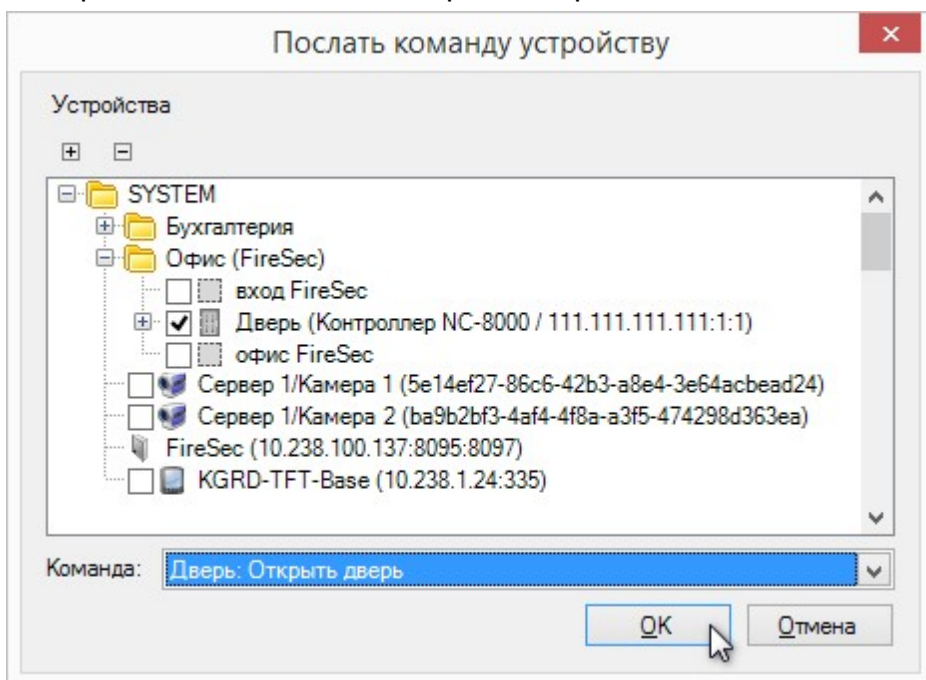 Послать команду устройству
Устройства
SYSTEM
Бухгалтерия
Офис (FireSec)
вход FireSec
Дверь (Контроллер NC-8000 / 111.111.111.111:1:1)
офис FireSec
Сервер 1/Камера 1 (5e14ef27-86c6-42b3-a8e4-3e64acbead24)
Сервер 1/Камера 2 (ba9b2bf3-4af4-4f8a-a3f5-474298d363ea)
FireSec (10.238.100.137:8095:8097)
KGRD-TFT-Base (10.238.1.24:335)
Команда: Дверь: Открыть дверь
OK Отмена